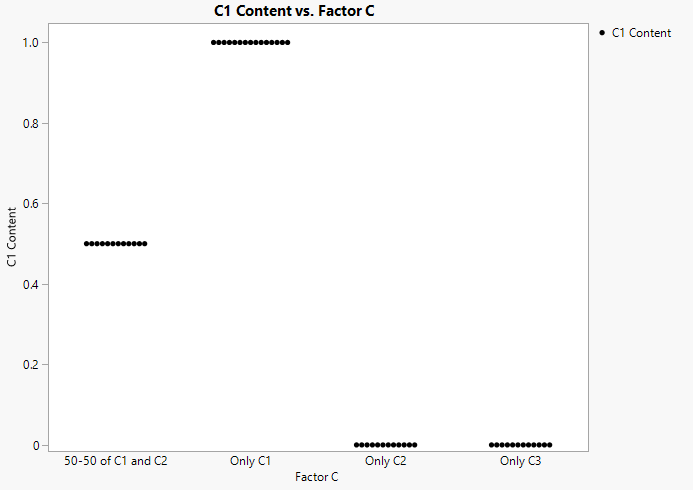 C1 Content vs. Factor C
C1 Content
1.0
0.8
0.6
0.4
0.2
0
C1 Content
50-50 of C1 and C2
Only C1
Only C2
Only C3
Factor C